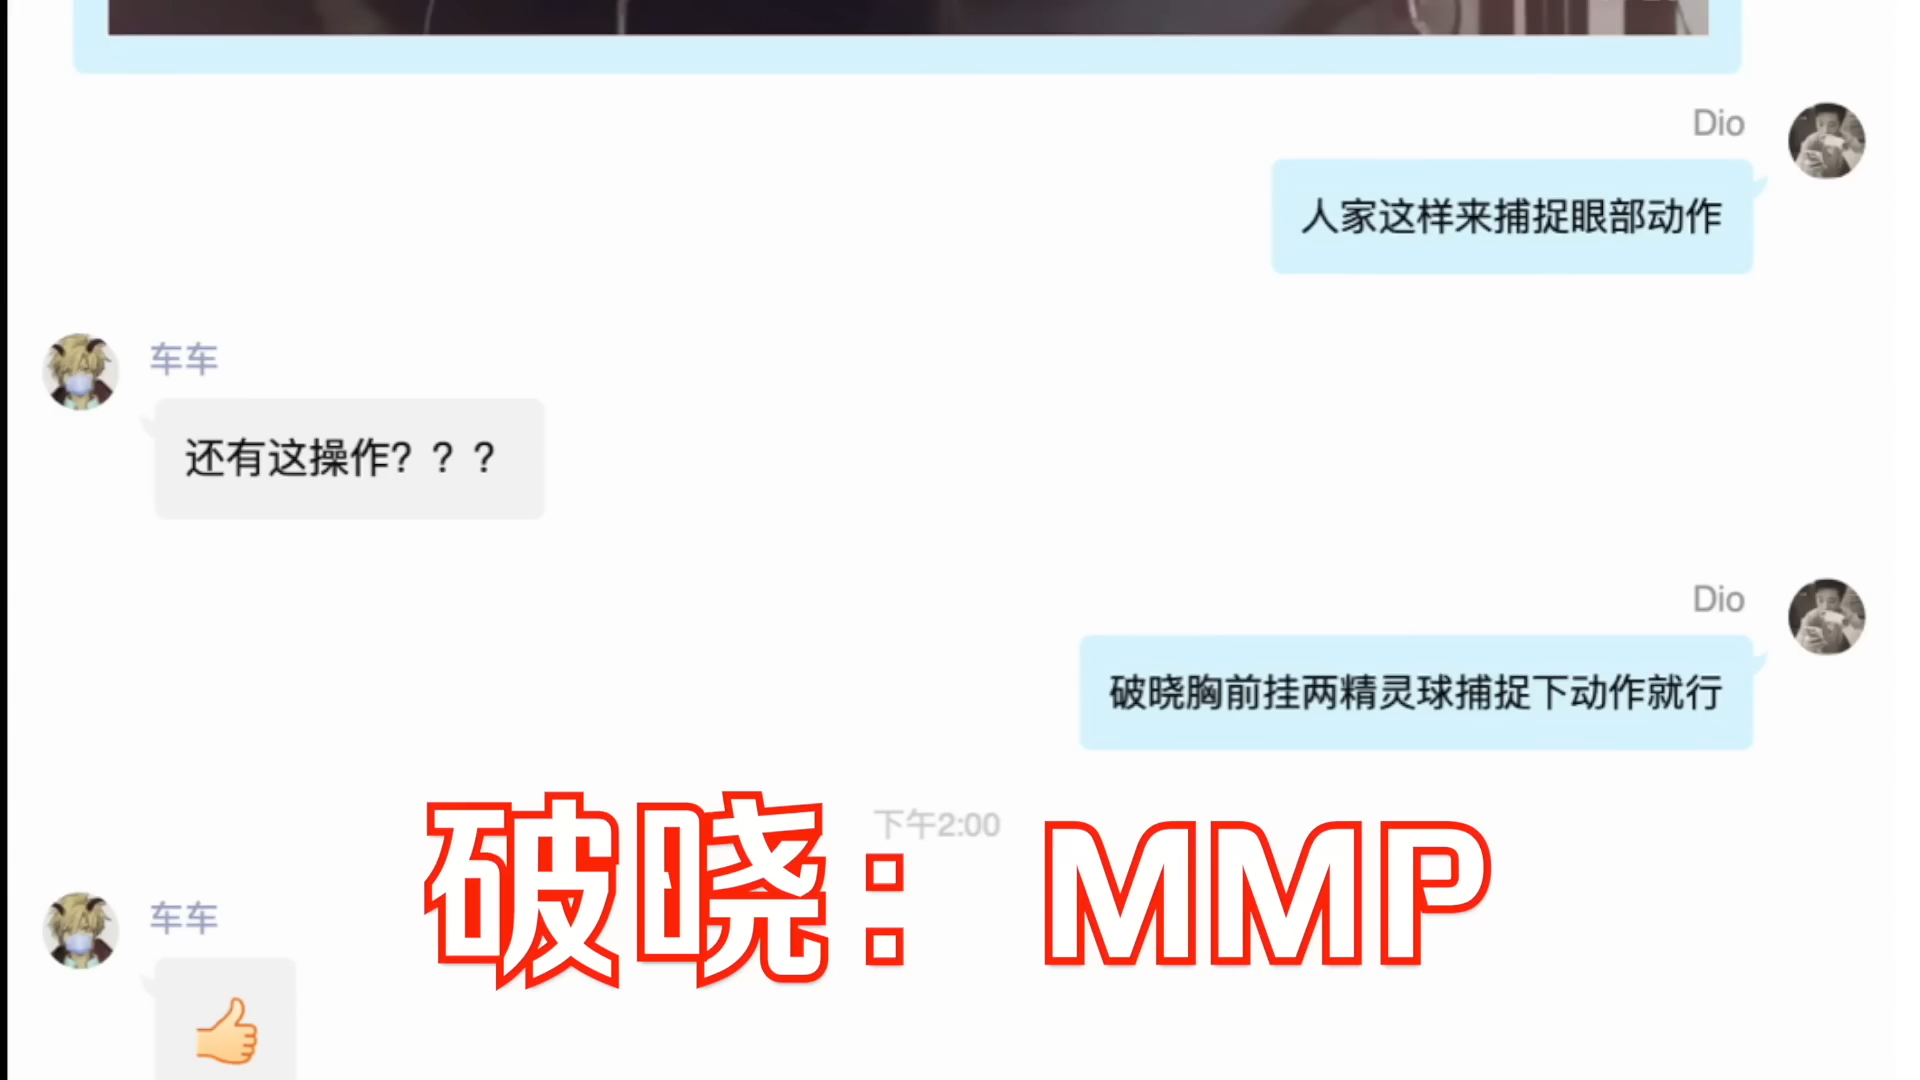 Dio
人家这样来捕捉眼部动作
车车
还有这操作？？？
Dio
破晓胸前挂两精灵球捕捉下动作就行
下午2:00
破晓：MMP
车车